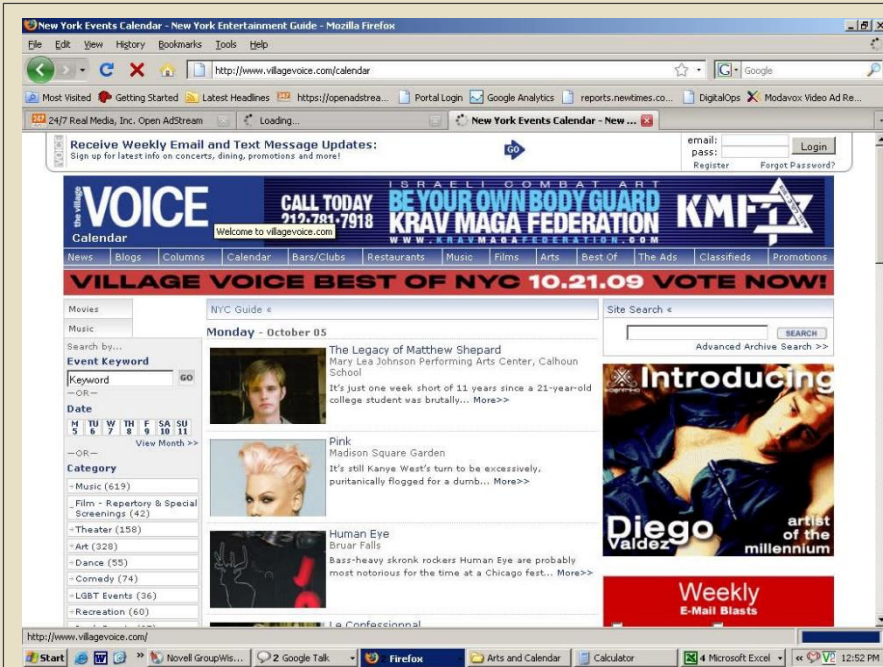 New York Events Calendar - New York Entertainment Guide - Mozilla Firefox
File Edit View History Bookmarks Tools Help
http://www.villagevoice.com/calendar
G Google
Most Visited Getting Started Latest Headlines https://openadstrea... Portal Login Google Analytics reports.newtimes.co... DigitalOps Modavox Video Ad Re...
24/7 Real Media, Inc. Open AdStream Loading... New York Events Calendar - New ...
Receive Weekly Email and Text Message Updates:
Sign up for latest info on concerts, dining, promotions and more!
GO
email:
pass:
Login
Register Forgot Password?
the village VOICE
Calendar
Welcome to villagevoice.com
ISRAELI COMBAT ART
CALL TODAY
212·781·7918
BE YOUR OWN BODY GUARD
KRAV MAGA FEDERATION
WWW.KRAVMAGAFEDERATION.COM
KMF
News Blogs Columns Calendar Bars/Clubs Restaurants Music Films Arts Best Of The Ads Classifieds Promotions
VILLAGE VOICE BEST OF NYC 10.21.09 VOTE NOW!
Movies
Music
Search by...
Event Keyword
Keyword GO
—OR—
Date
M TU W TH F SA SU
5 6 7 8 9 10 11
View Month >>
—OR—
Category
Music (619)
Film - Repertory & Special
Screenings (42)
Theater (158)
Art (328)
Dance (55)
Comedy (74)
LGBT Events (36)
Recreation (60)
NYC Guide «
Monday - October 05
The Legacy of Matthew Shepard
Mary Lea Johnson Performing Arts Center, Calhoun
School
It's just one week short of 11 years since a 21-year-old
college student was brutally... More>>
Pink
Madison Square Garden
It's still Kanye West's turn to be excessively,
puritanically flogged for a dumb... More>>
Human Eye
Bruar Falls
Bass-heavy skronk rockers Human Eye are probably
most notorious for the time at a Chicago fest... More>>
Le Confessionnal
Site Search «
SEARCH
Advanced Archive Search >>
Introducing
Diego
Valdez
artist
of the
millennium
Weekly
E-Mail Blasts
http://www.villagevoice.com/
Start Novell GroupWis... 2 Google Talk Firefox Arts and Calendar Calculator 4 Microsoft Excel 12:52 PM